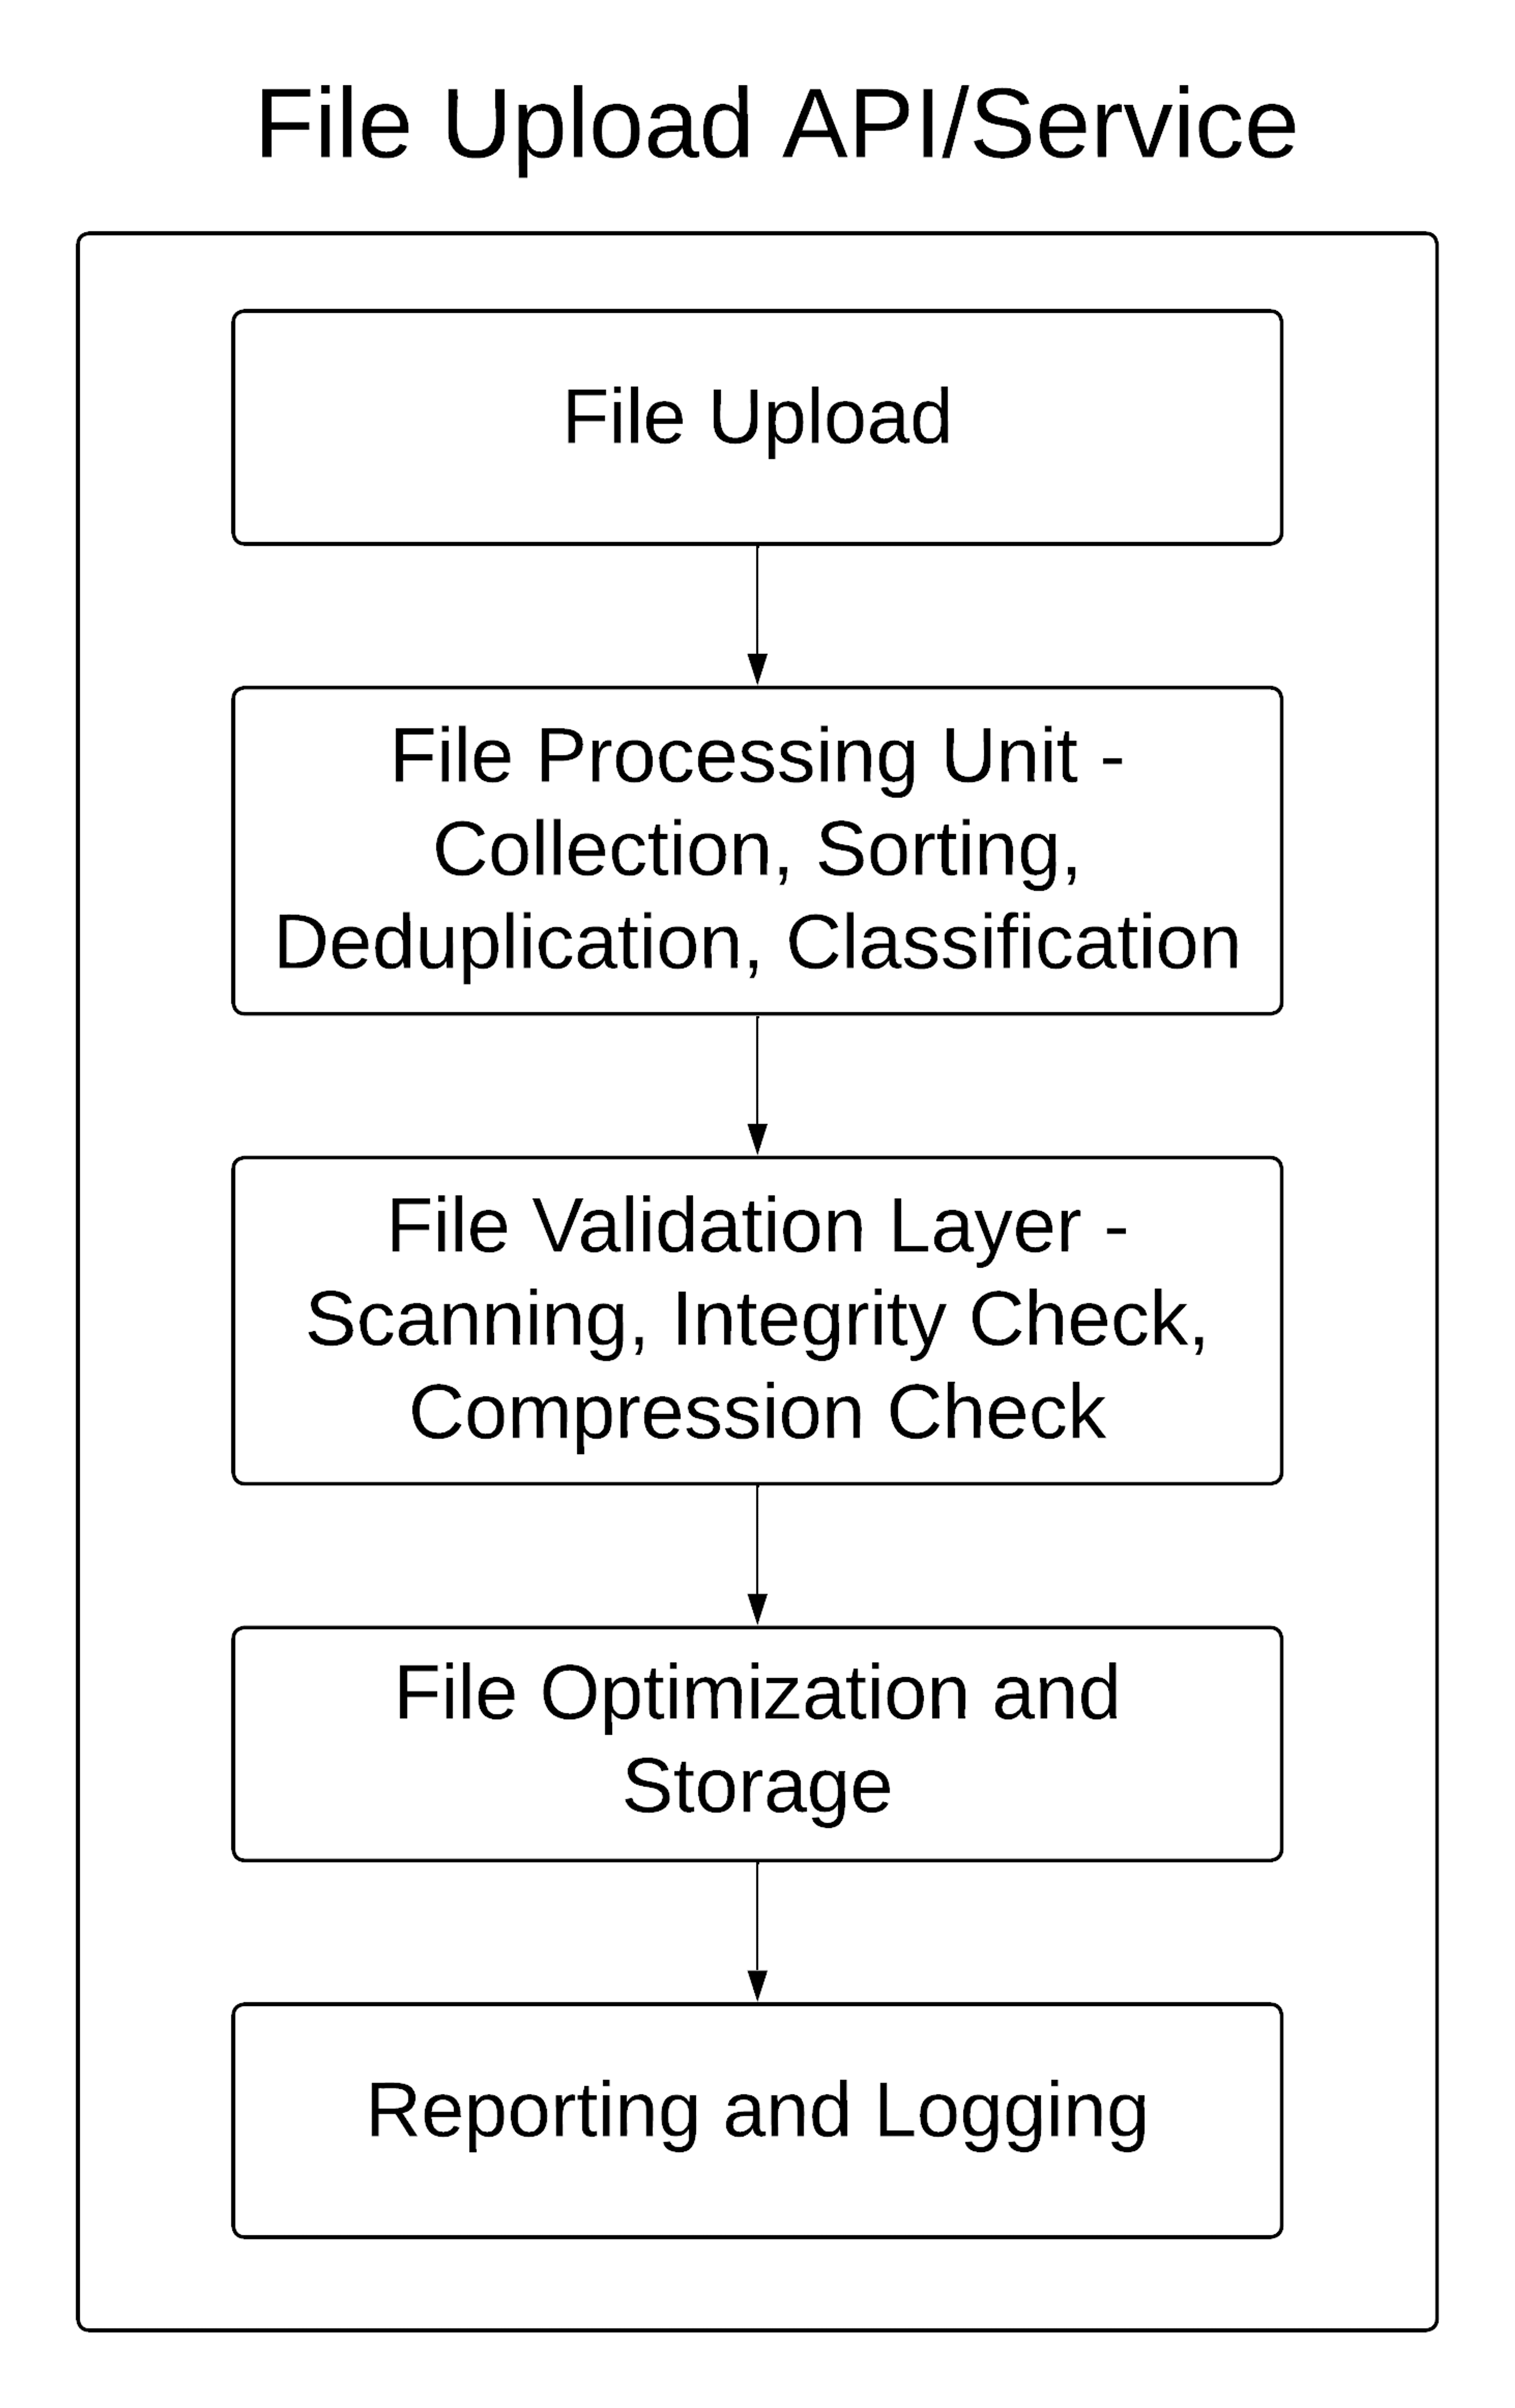 File Upload API/Service
File Upload
File Processing Unit -
Collection, Sorting,
Deduplication, Classification
File Validation Layer -
Scanning, Integrity Check,
Compression Check
File Optimization and
Storage
Reporting and Logging